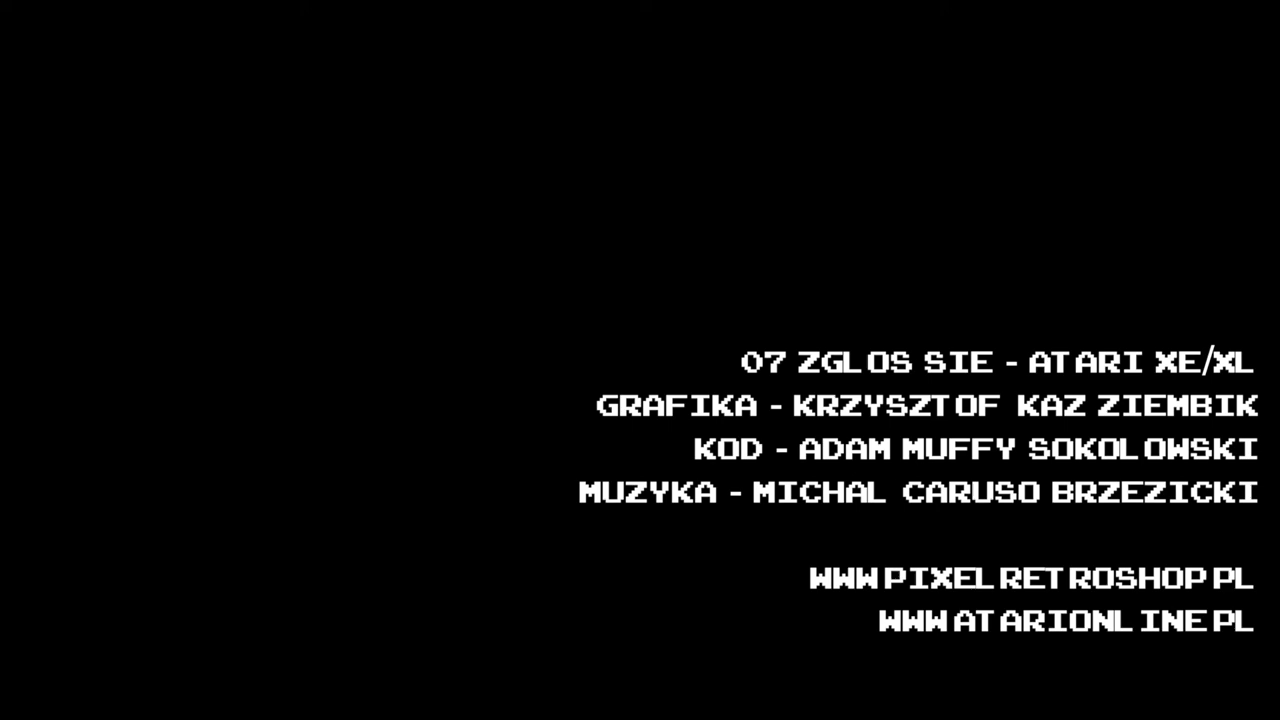 07 ZGLOS SIE - ATARI XE/XL
GRAFIKA - KRZYSZTOF KAZ ZIEMBIK
KOD - ADAM MUFFY SOKOLOWSKI
MUZYKA - MICHAL CARUSO BRZEZICKI
WWW PIXELRETROSHOP PL
WWW ATARIONLINE PL